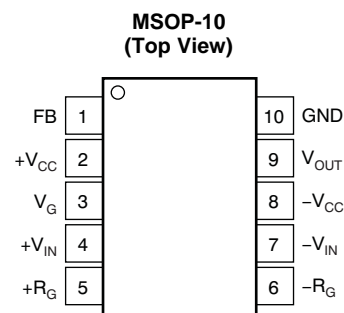 MSOP-10
(Top View)
FB 1 10 GND
+VCC 2 9 VOUT
VG 3 8 −VCC
+VIN 4 7 −VIN
+RG 5 6 −RG